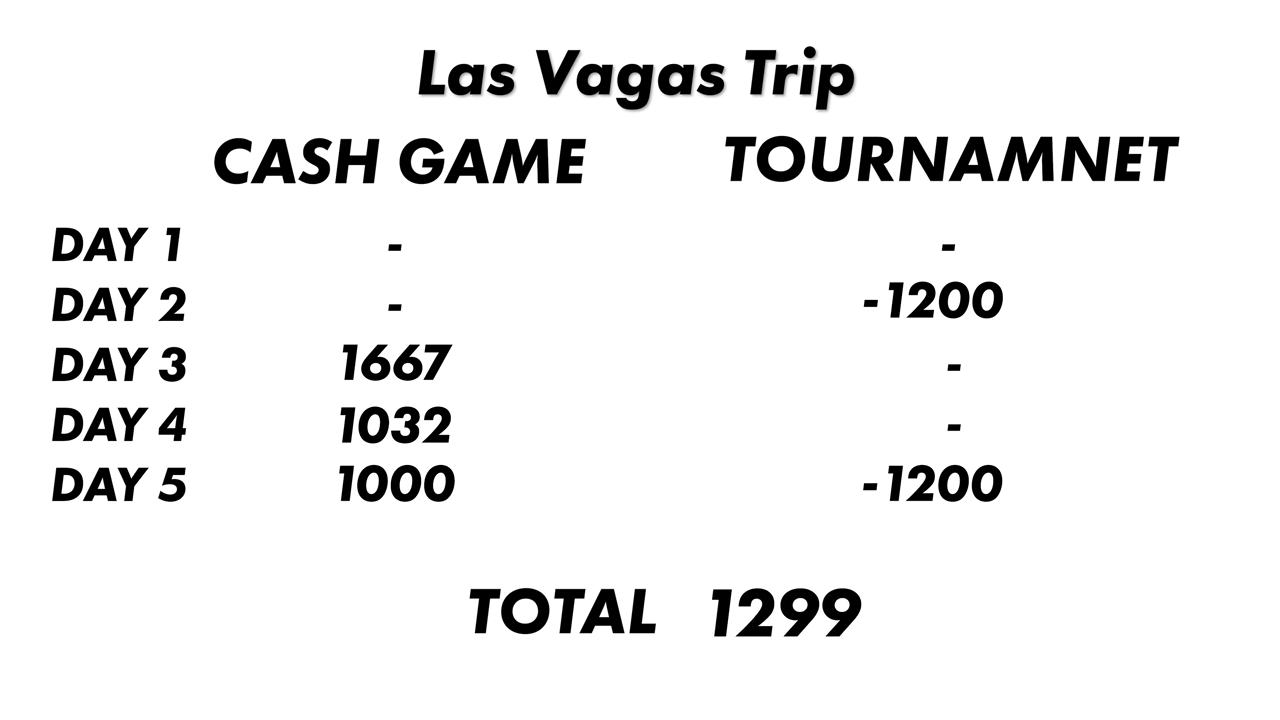 Las Vagas Trip
CASH GAME TOURNAMNET
DAY 1 - -
DAY 2 - -1200
DAY 3 1667 -
DAY 4 1032 -
DAY 5 1000 -1200
TOTAL 1299